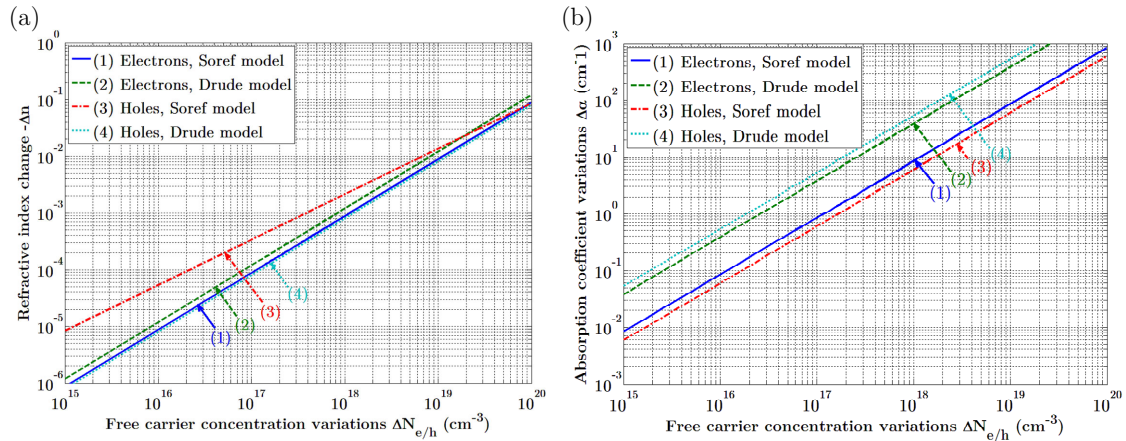 (a)
10^0
10^-1
10^-2
10^-3
10^-4
10^-5
10^-6
Refractive index change -Δn
(1) Electrons, Soref model
(2) Electrons, Drude model
(3) Holes, Soref model
(4) Holes, Drude model
(4)
(3)
(2)
(1)
10^15
10^16
10^17
10^18
10^19
10^20
Free carrier concentration variations ΔN_e/h (cm^-3)
(b)
10^3
10^2
10^1
10^0
10^-1
10^-2
10^-3
Absorption coefficient variations Δα (cm^-1)
(1) Electrons, Soref model
(2) Electrons, Drude model
(3) Holes, Soref model
(4) Holes, Drude model
(4)
(3)
(2)
(1)
10^15
10^16
10^17
10^18
10^19
10^20
Free carrier concentration variations ΔN_e/h (cm^-3)